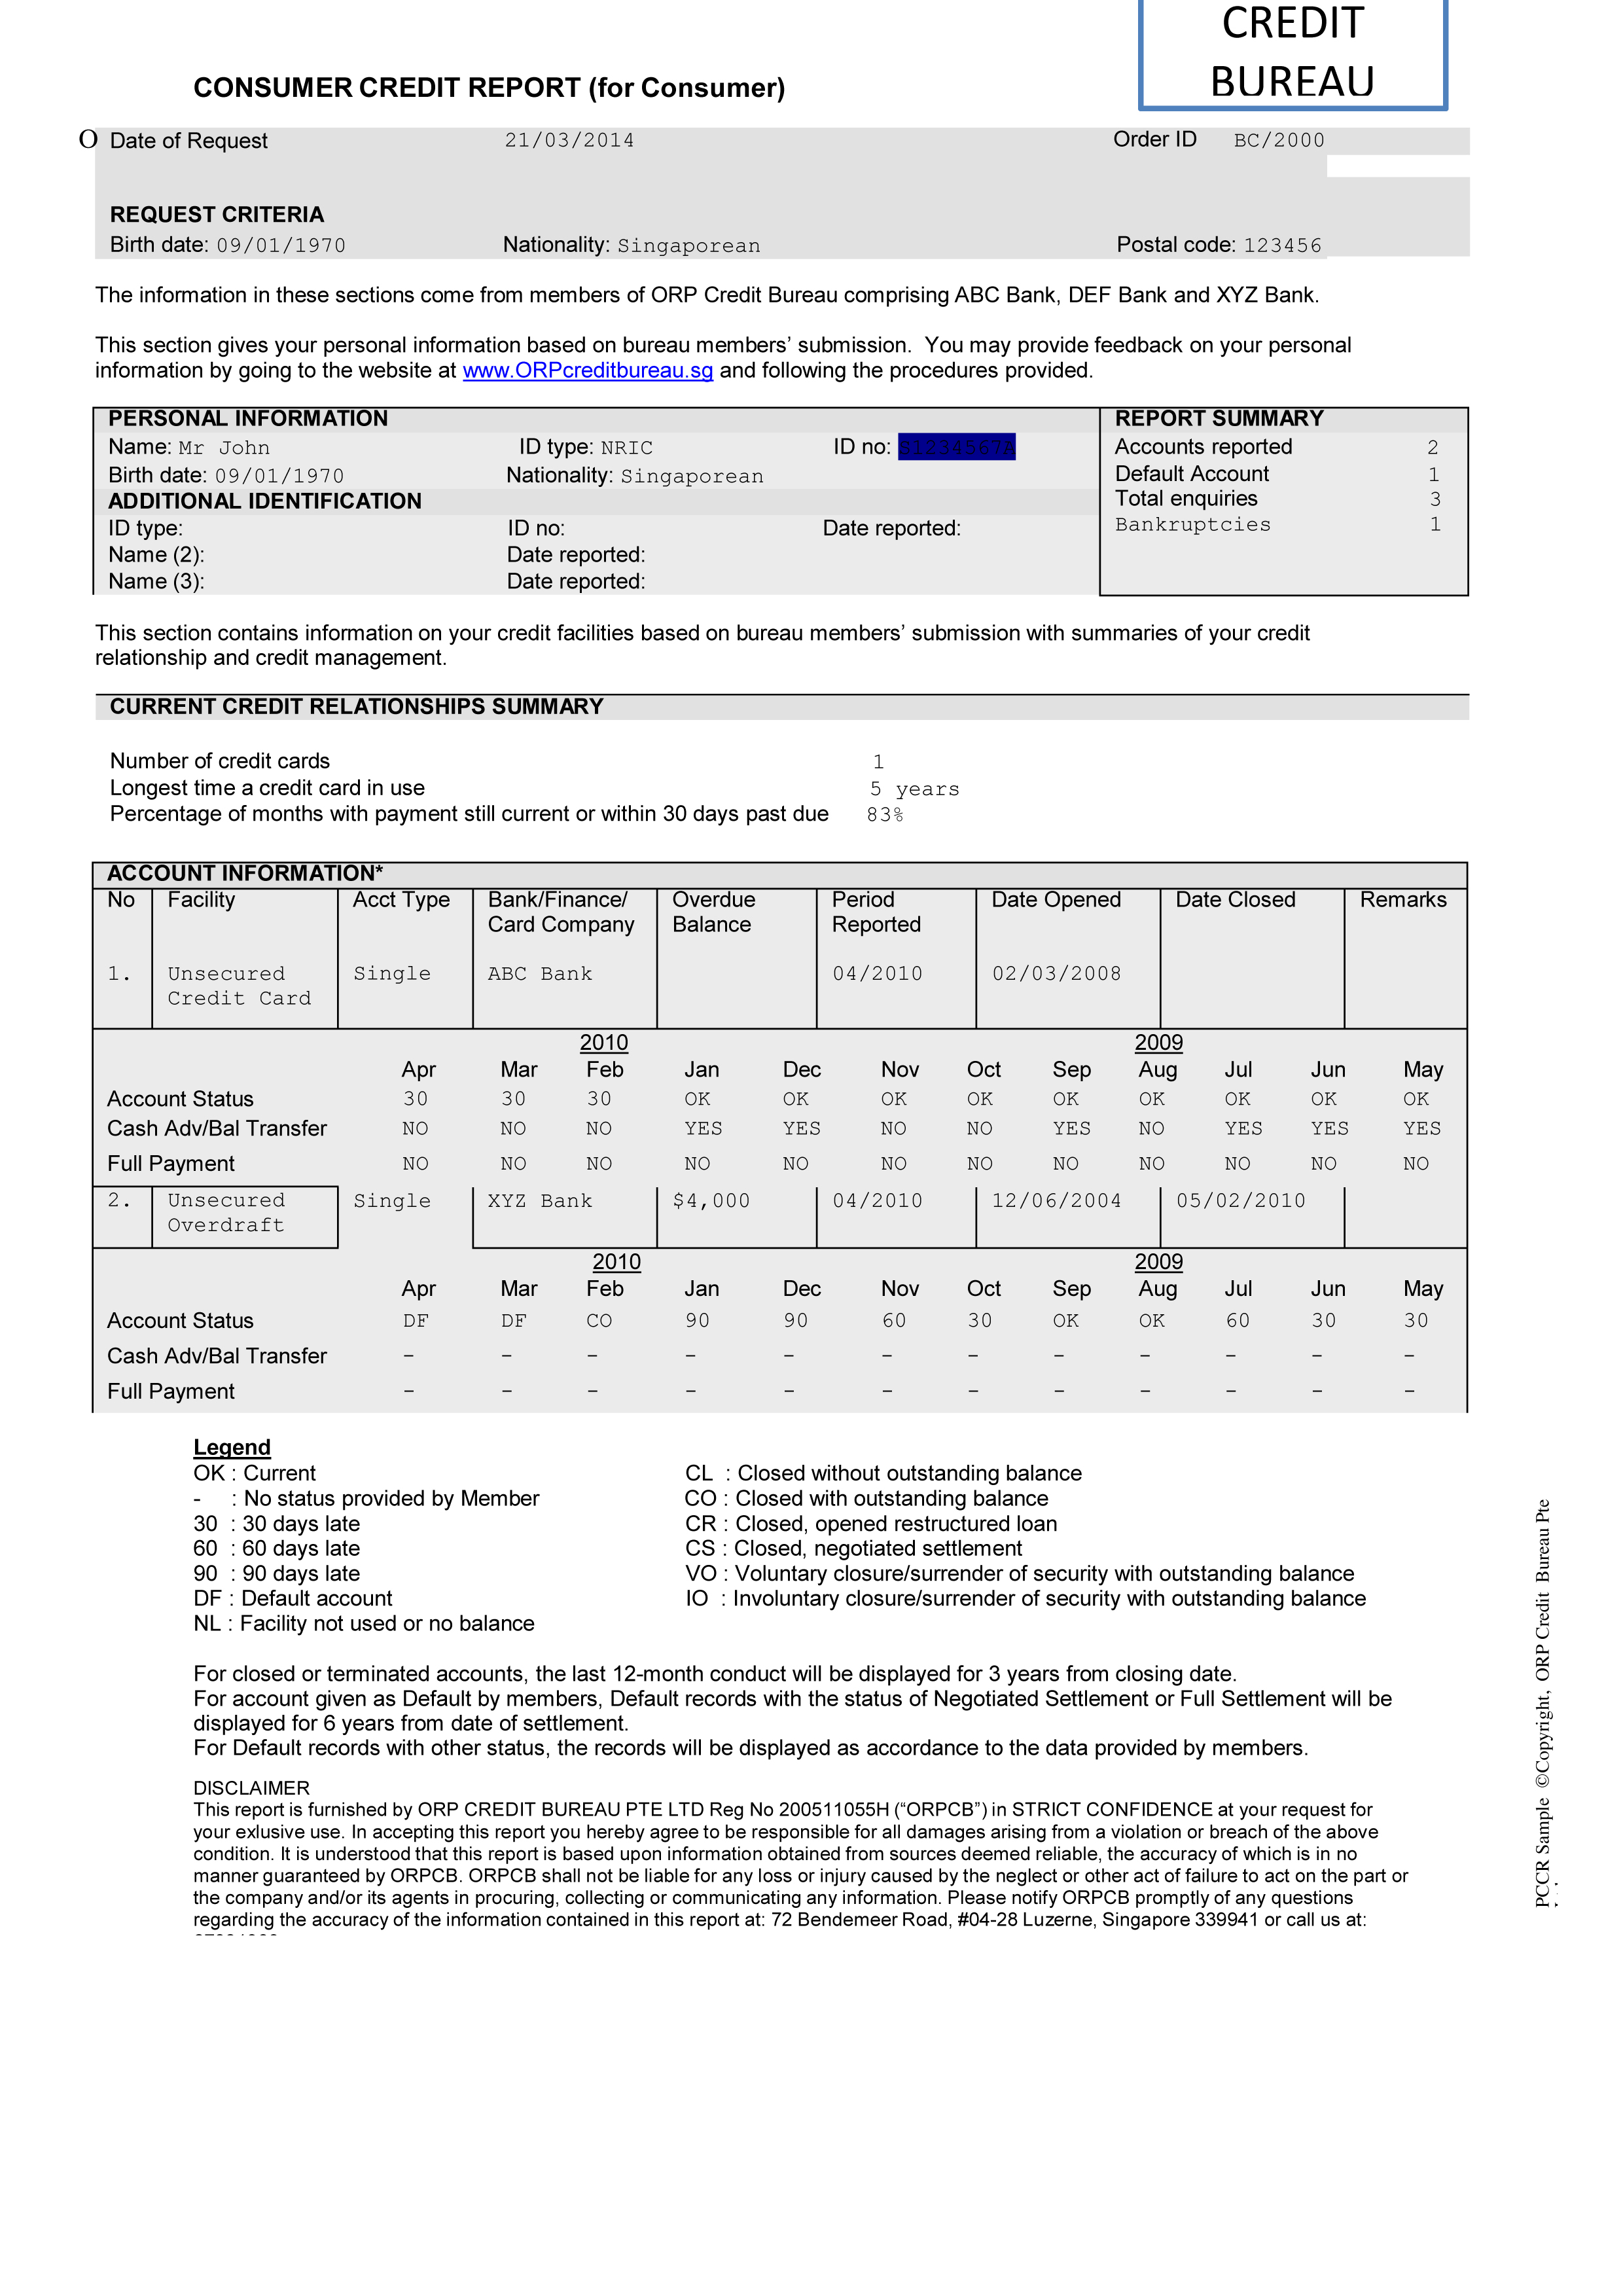 CREDIT
BUREAU
CONSUMER CREDIT REPORT (for Consumer)
O Date of Request 21/03/2014 Order ID BC/2000
REQUEST CRITERIA
Birth date: 09/01/1970 Nationality: Singaporean Postal code: 123456
The information in these sections come from members of ORP Credit Bureau comprising ABC Bank, DEF Bank and XYZ Bank.
This section gives your personal information based on bureau members’ submission. You may provide feedback on your personal
information by going to the website at www.ORPcreditbureau.sg and following the procedures provided.
PERSONAL INFORMATION REPORT SUMMARY
Name: Mr John ID type: NRIC ID no: S1234567A Accounts reported 2
Birth date: 09/01/1970 Nationality: Singaporean Default Account 1
ADDITIONAL IDENTIFICATION Total enquiries 3
ID type: ID no: Date reported: Bankruptcies 1
Name (2): Date reported:
Name (3): Date reported:
This section contains information on your credit facilities based on bureau members’ submission with summaries of your credit
relationship and credit management.
CURRENT CREDIT RELATIONSHIPS SUMMARY
Number of credit cards 1
Longest time a credit card in use 5 years
Percentage of months with payment still current or within 30 days past due 83%
ACCOUNT INFORMATION*
No Facility Acct Type Bank/Finance/ Overdue Period Date Opened Date Closed Remarks
Card Company Balance Reported
1. Unsecured Single ABC Bank 04/2010 02/03/2008
Credit Card
2010 2009
Apr Mar Feb Jan Dec Nov Oct Sep Aug Jul Jun May
Account Status 30 30 30 OK OK OK OK OK OK OK OK OK
Cash Adv/Bal Transfer NO NO NO YES YES NO NO YES NO YES YES YES
Full Payment NO NO NO NO NO NO NO NO NO NO NO NO
2. Unsecured Single XYZ Bank $4,000 04/2010 12/06/2004 05/02/2010
Overdraft
2010 2009
Apr Mar Feb Jan Dec Nov Oct Sep Aug Jul Jun May
Account Status DF DF CO 90 90 60 30 OK OK 60 30 30
Cash Adv/Bal Transfer – – – – – – – – – – – –
Full Payment – – – – – – – – – – – –
Legend
OK : Current CL : Closed without outstanding balance
- : No status provided by Member CO : Closed with outstanding balance
30 : 30 days late CR : Closed, opened restructured loan
60 : 60 days late CS : Closed, negotiated settlement
90 : 90 days late VO : Voluntary closure/surrender of security with outstanding balance
DF : Default account IO : Involuntary closure/surrender of security with outstanding balance
NL : Facility not used or no balance
For closed or terminated accounts, the last 12-month conduct will be displayed for 3 years from closing date.
For account given as Default by members, Default records with the status of Negotiated Settlement or Full Settlement will be
displayed for 6 years from date of settlement.
For Default records with other status, the records will be displayed as accordance to the data provided by members.
DISCLAIMER
This report is furnished by ORP CREDIT BUREAU PTE LTD Reg No 200511055H (“ORPCB”) in STRICT CONFIDENCE at your request for
your exlusive use. In accepting this report you hereby agree to be responsible for all damages arising from a violation or breach of the above
condition. It is understood that this report is based upon information obtained from sources deemed reliable, the accuracy of which is in no
manner guaranteed by ORPCB. ORPCB shall not be liable for any loss or injury caused by the neglect or other act of failure to act on the part or
the company and/or its agents in procuring, collecting or communicating any information. Please notify ORPCB promptly of any questions
regarding the accuracy of the information contained in this report at: 72 Bendemeer Road, #04-28 Luzerne, Singapore 339941 or call us at:
PCCR Sample ©Copyright, ORP Credit Bureau Pte